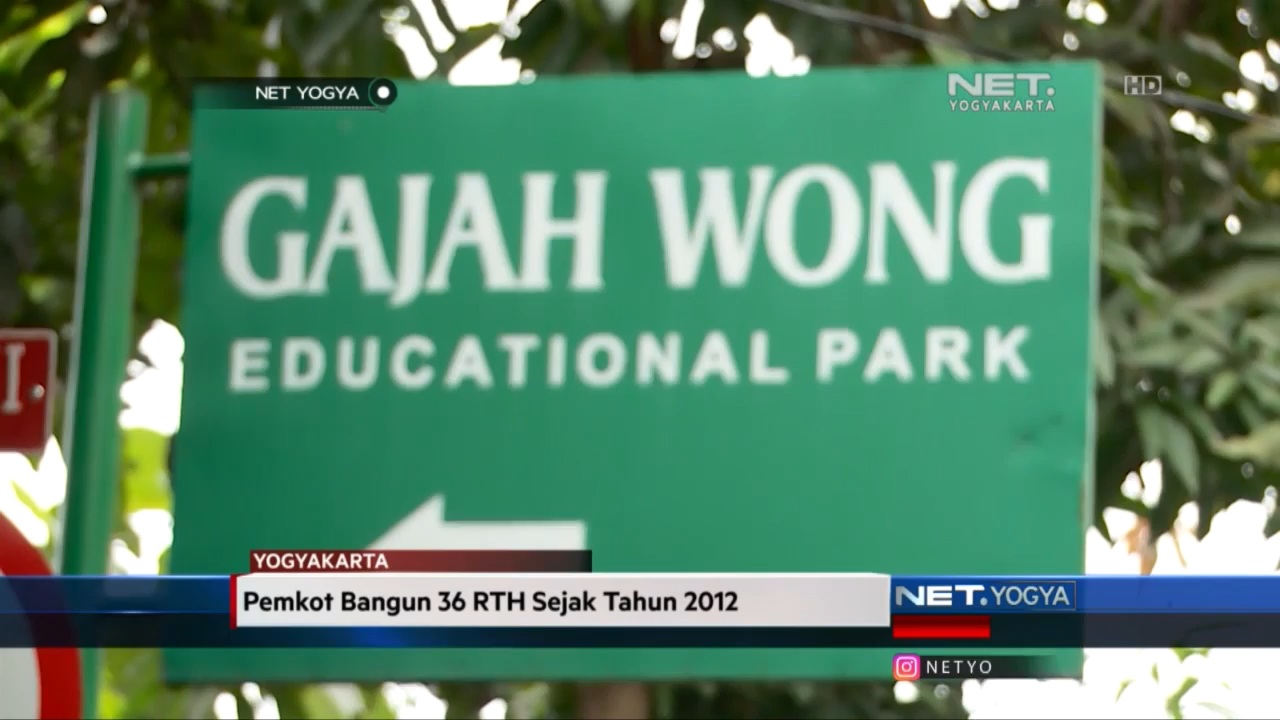 NET YOGYA
NET.
YOGYAKARTA
HD
GAJAH WONG
EDUCATIONAL PARK
I
YOGYAKARTA
Pemkot Bangun 36 RTH Sejak Tahun 2012
NET.YOGYA
NETYO